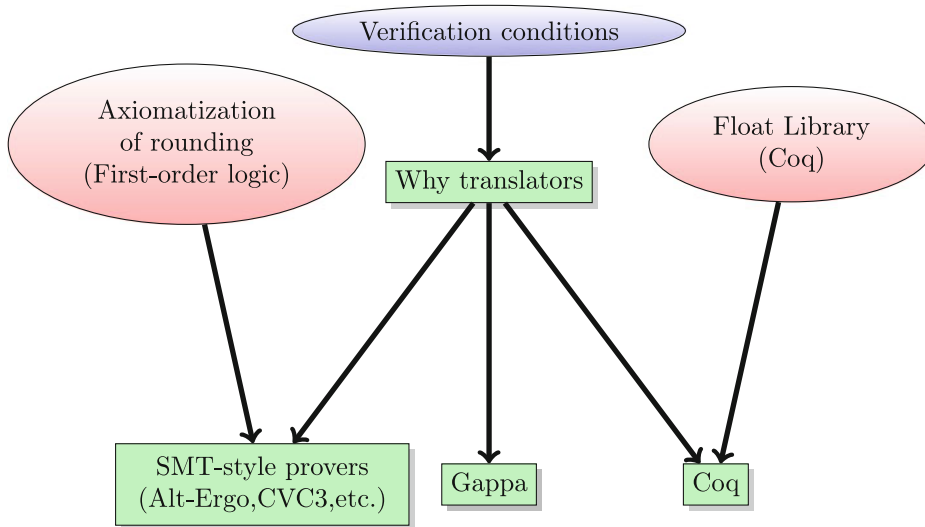 Verification conditions
Axiomatization
of rounding
(First-order logic)
Float Library
(Coq)
Why translators
SMT-style provers
(Alt-Ergo,CVC3,etc.)
Gappa
Coq